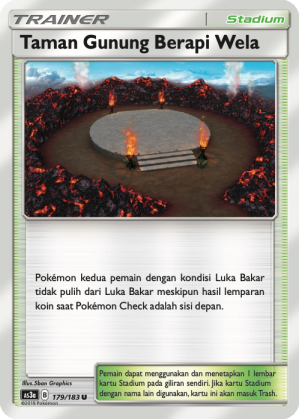 TRAINER
Stadium
Taman Gunung Berapi Wela
Pokémon kedua pemain dengan kondisi Luka Bakar
tidak pulih dari Luka Bakar meskipun hasil lemparan
koin saat Pokémon Check adalah sisi depan.
Illus. 5ban Graphics
AS3a D 179/183 U
©2018 Pokémon
Pemain dapat menggunakan dan menetapkan 1 lembar
kartu Stadium pada giliran sendiri. Jika kartu Stadium
dengan nama lain digunakan, kartu ini akan masuk Trash.